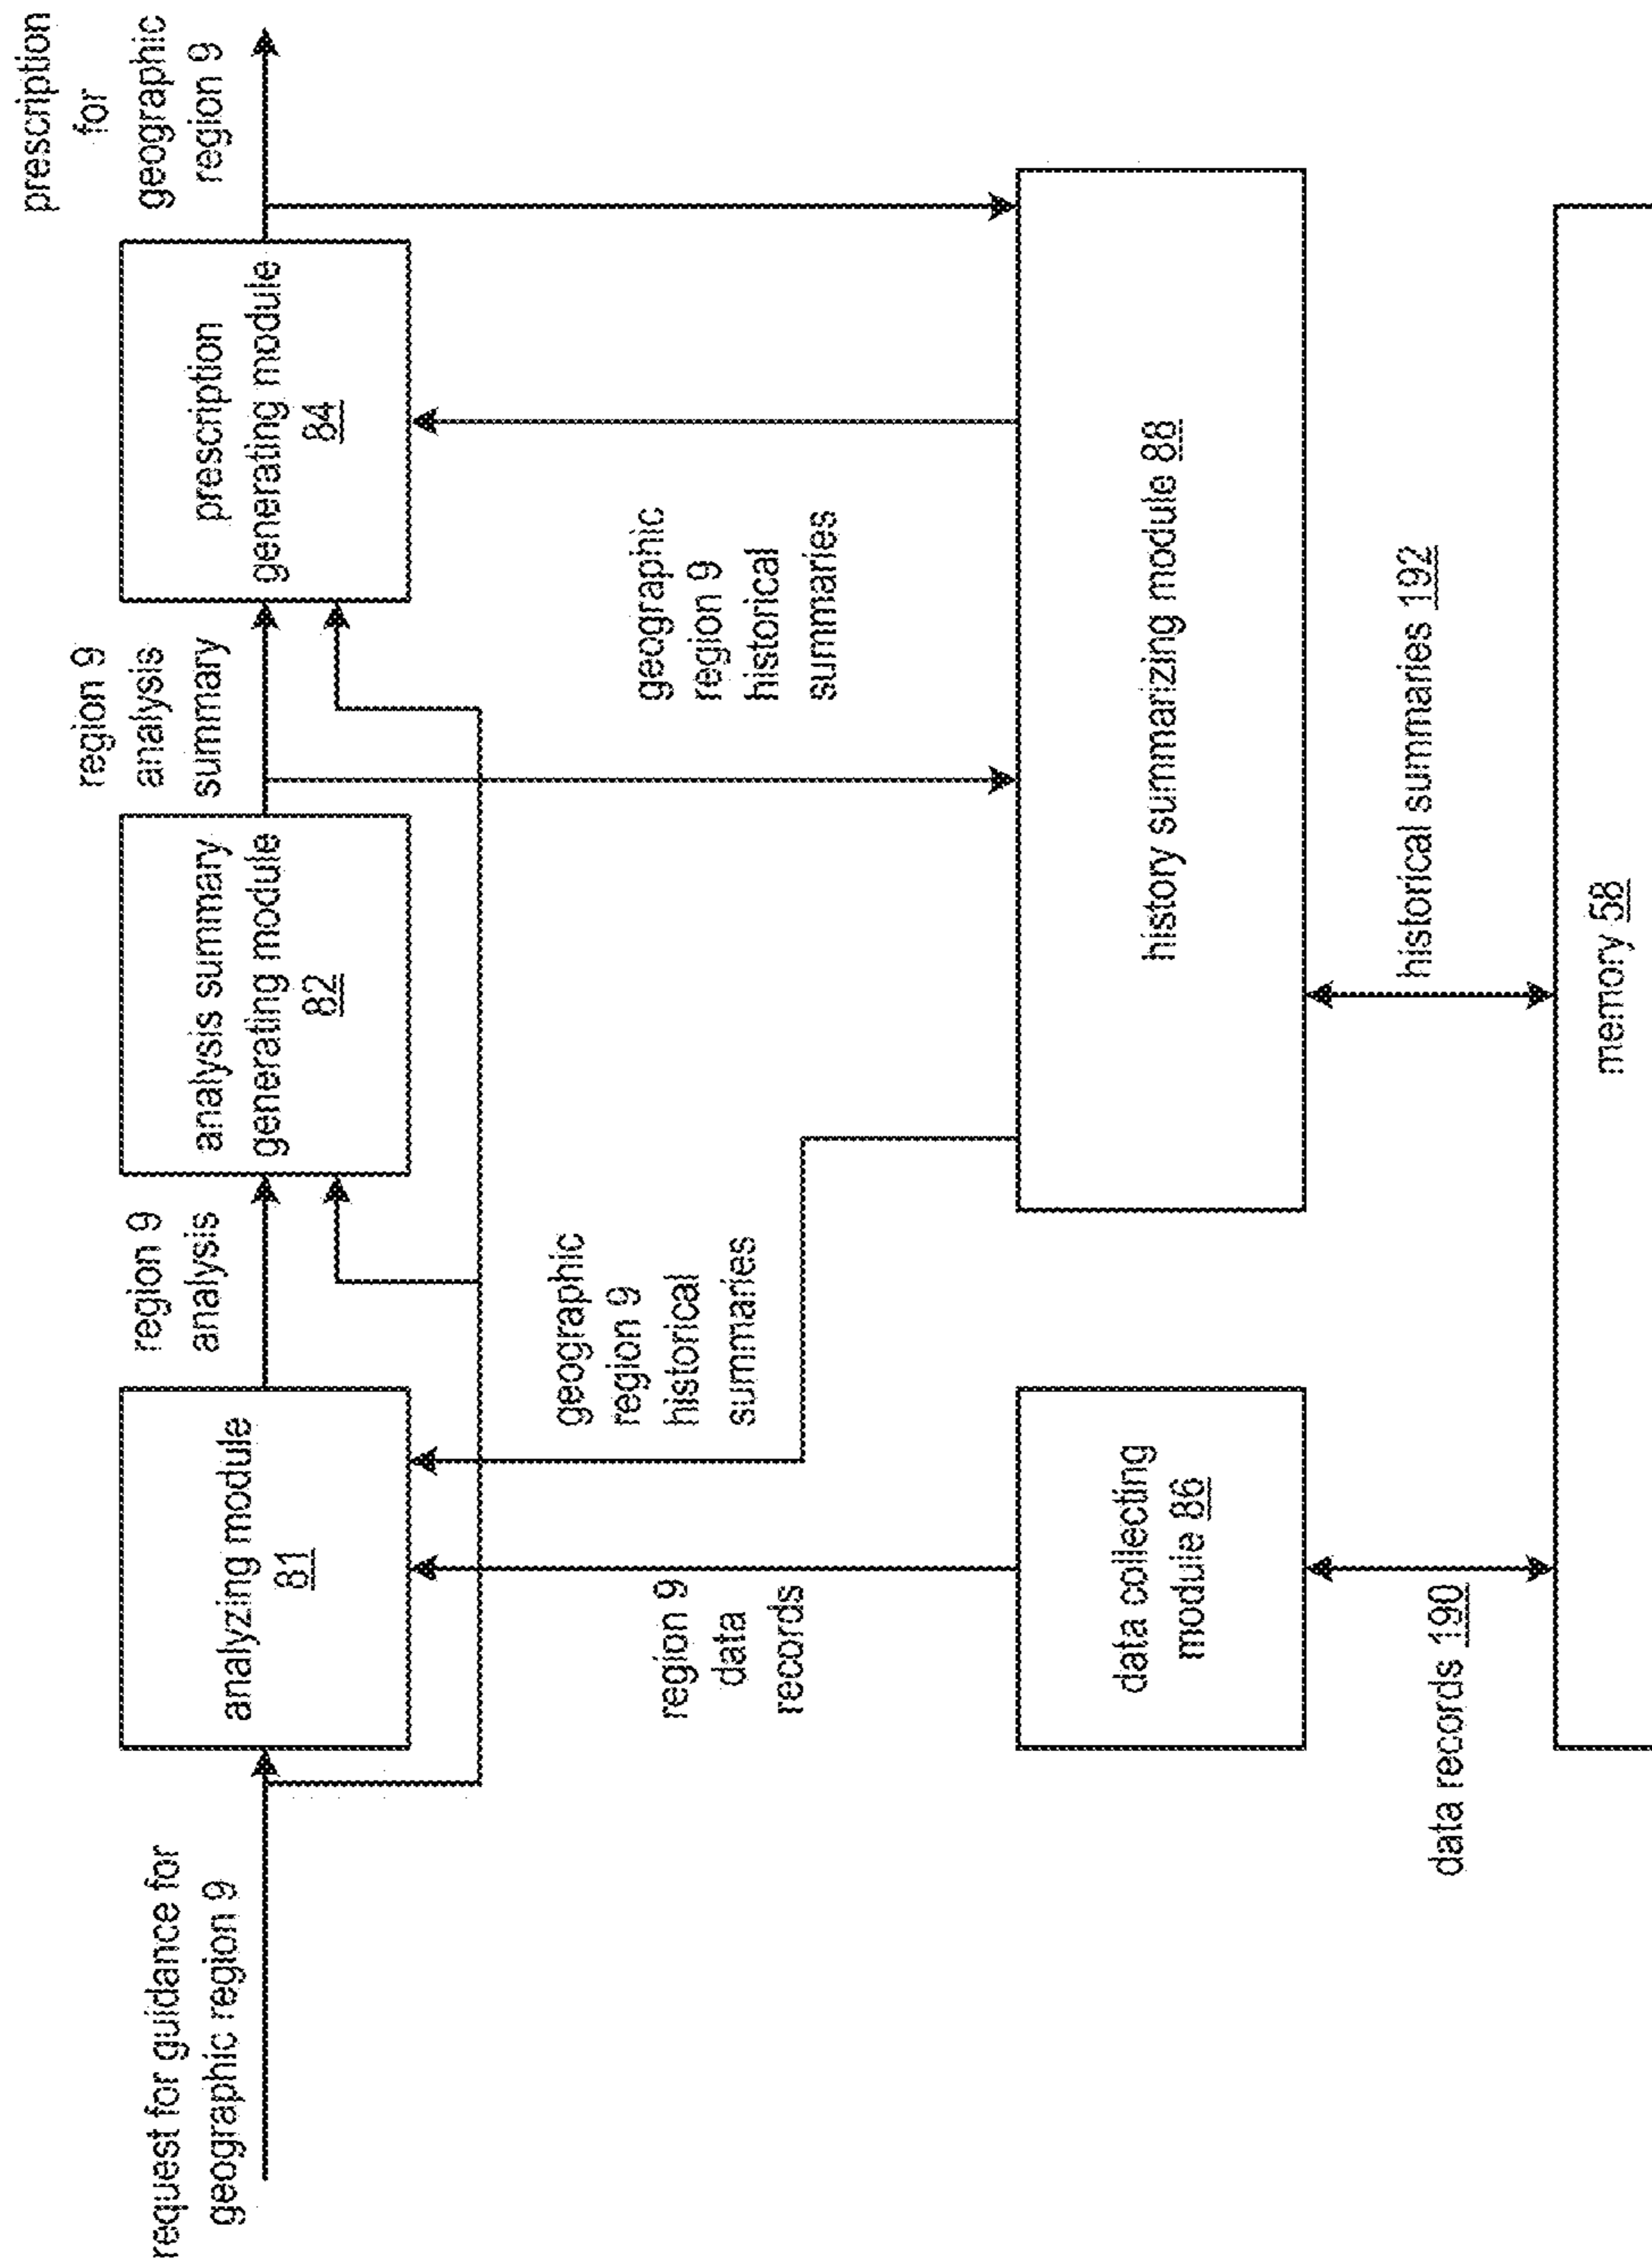 request for guidance for
geographic region 9
analyzing module
81
region 9
analysis
analysis summary
generating module
82
region 9
analysis
summary
prescription
generating module
84
prescription
for
geographic
region 9
region 9
data
records
geographic
region 9
historical
summaries
geographic
region 9
historical
summaries
data collecting
module 86
history summarizing module 88
data records 190
historical summaries 192
memory 58